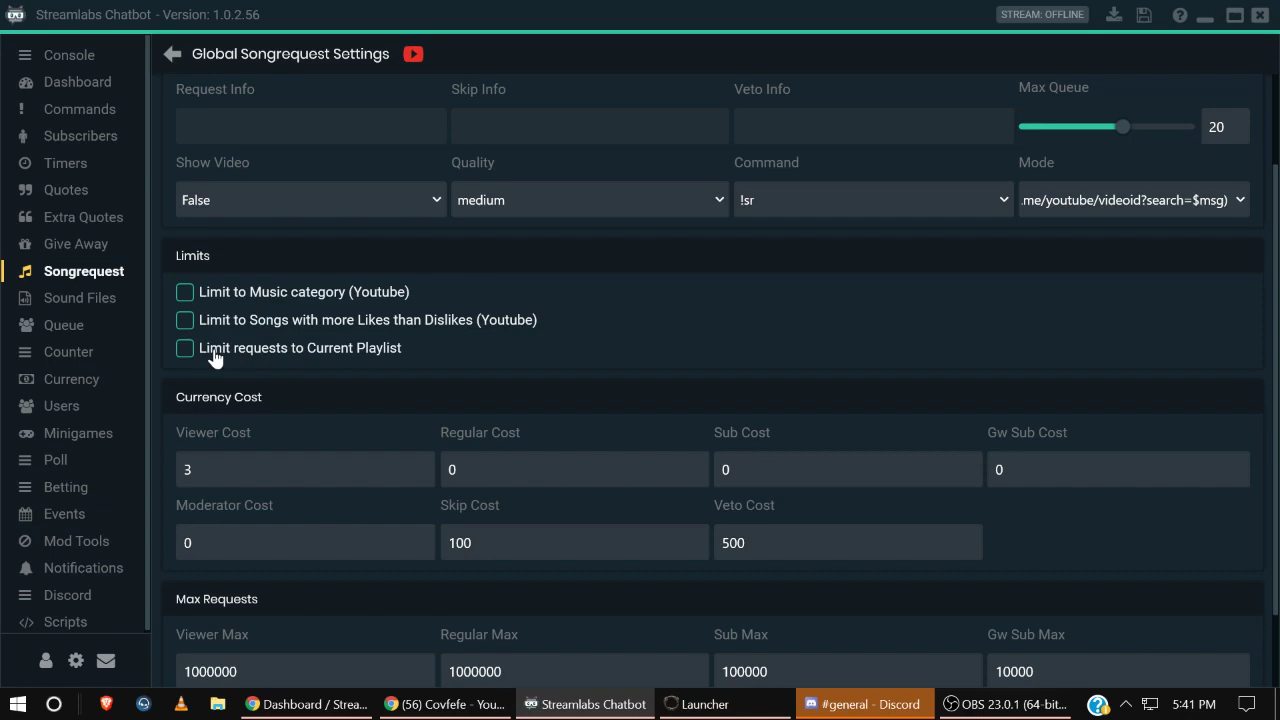 Streamlabs Chatbot - Version: 1.0.2.56
STREAM: OFFLINE
Console
Dashboard
Commands
Subscribers
Timers
Quotes
Extra Quotes
Give Away
Songrequest
Sound Files
Queue
Counter
Currency
Users
Minigames
Poll
Betting
Events
Mod Tools
Notifications
Discord
Scripts
Global Songrequest Settings
Request Info Skip Info Veto Info Max Queue
20
Show Video Quality Command Mode
False medium !sr .me/youtube/videoid?search=$msg)
Limits
Limit to Music category (Youtube)
Limit to Songs with more Likes than Dislikes (Youtube)
Limit requests to Current Playlist
Currency Cost
Viewer Cost Regular Cost Sub Cost Gw Sub Cost
3 0 0 0
Moderator Cost Skip Cost Veto Cost
0 100 500
Max Requests
Viewer Max Regular Max Sub Max Gw Sub Max
1000000 1000000 100000 10000
Dashboard / Strea... (56) Covfefe - You... Streamlabs Chatbot Launcher #general - Discord OBS 23.0.1 (64-bit... 5:41 PM